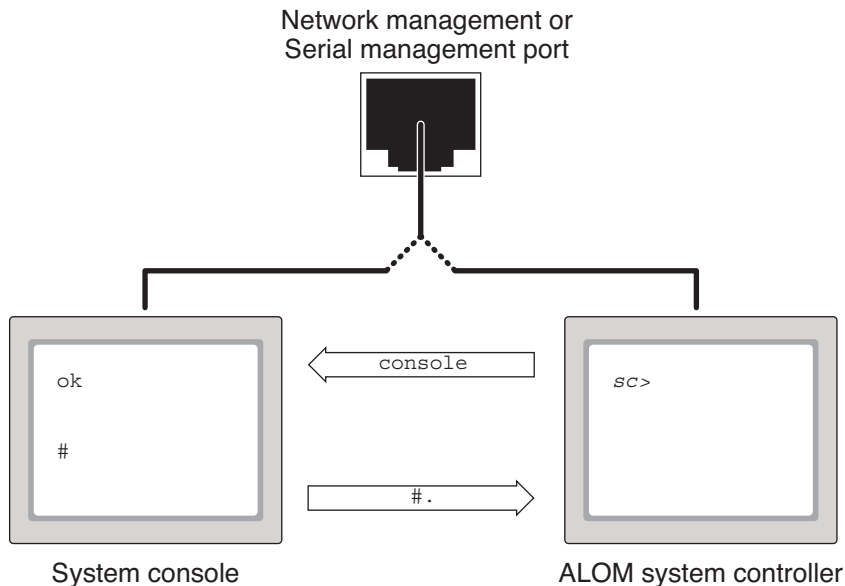 Network management or
Serial management port
console
ok
sc>
#
#.
System console
ALOM system controller